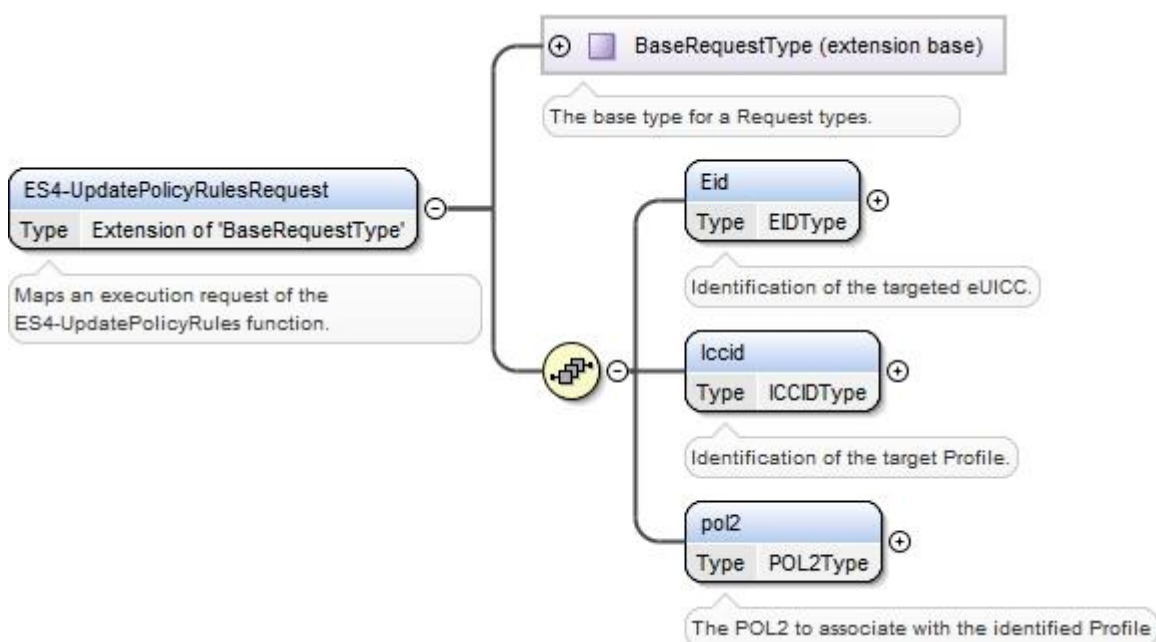 BaseRequestType (extension base)
The base type for a Request types.
ES4-UpdatePolicyRulesRequest
Type Extension of 'BaseRequestType'
Maps an execution request of the
ES4-UpdatePolicyRules function.
Eid
Type EIDType
Identification of the targeted eUICC.
Iccid
Type ICCIDType
Identification of the target Profile.
pol2
Type POL2Type
The POL2 to associate with the identified Profile